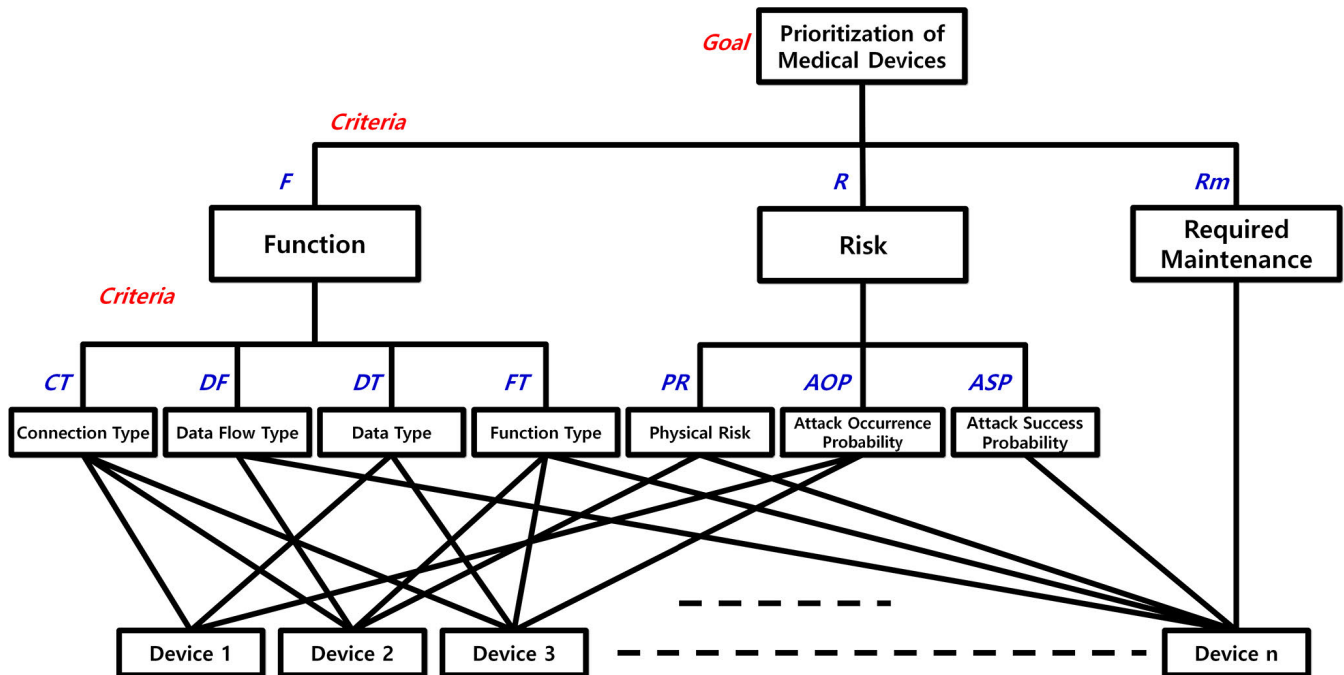 Goal
Prioritization of
Medical Devices
Criteria
F
R
Rm
Function
Risk
Required
Maintenance
Criteria
CT
DF
DT
FT
PR
AOP
ASP
Connection Type
Data Flow Type
Data Type
Function Type
Physical Risk
Attack Occurrence
Probability
Attack Success
Probability
Device 1
Device 2
Device 3
Device n